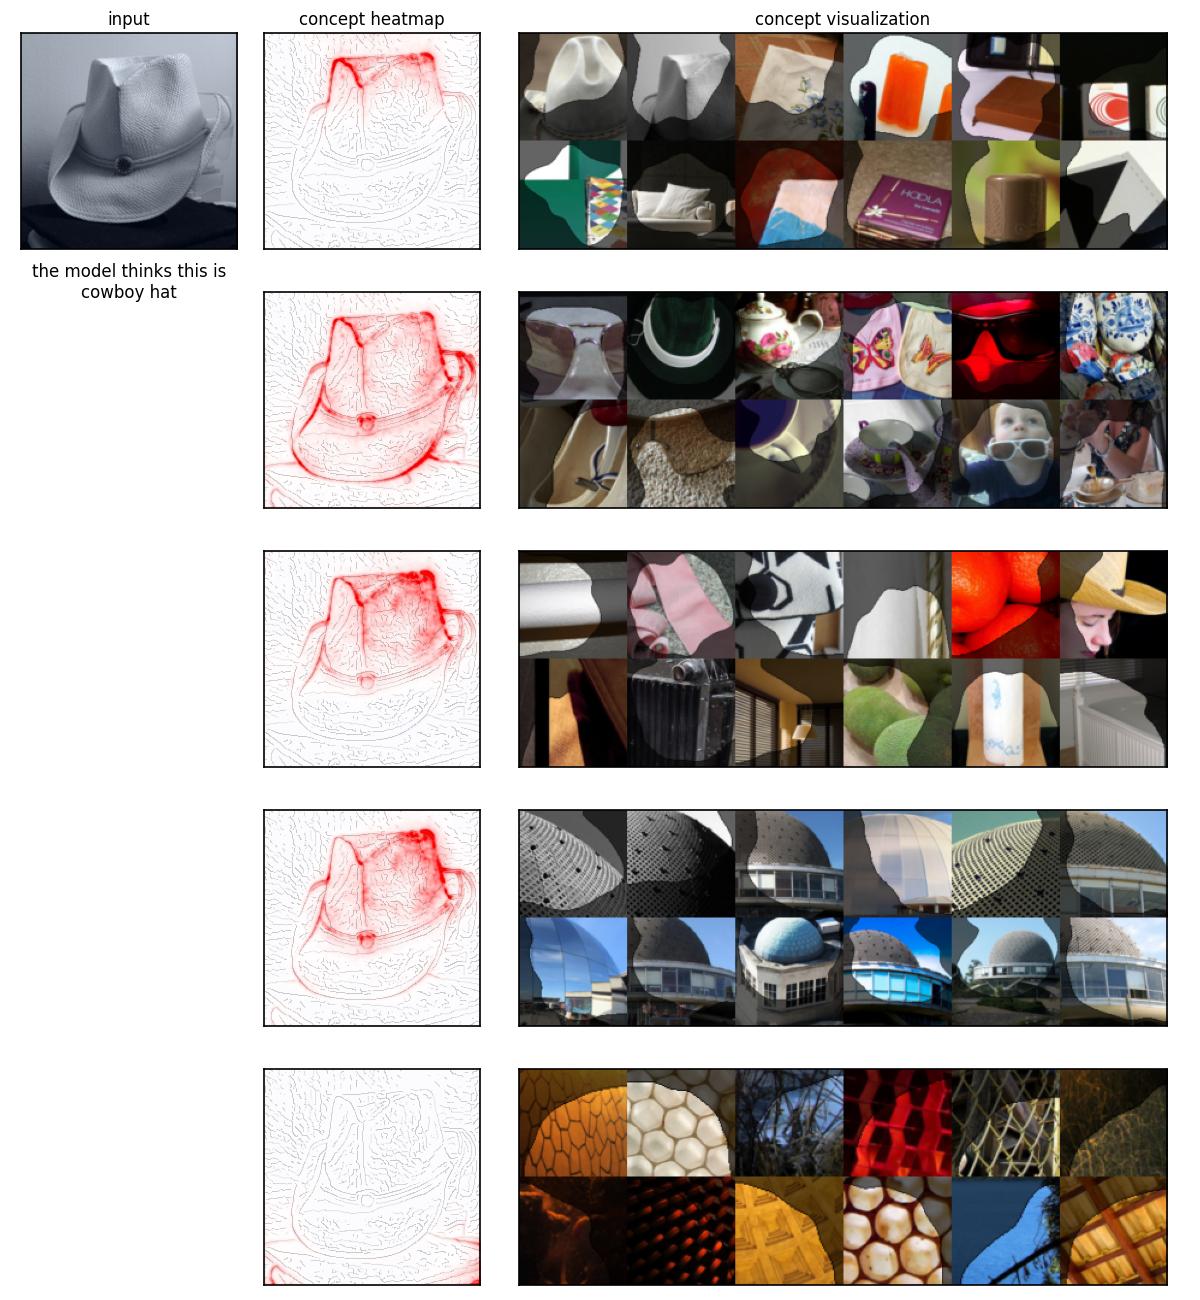 input
concept heatmap
concept visualization
HOOLA
the model thinks this is
cowboy hat